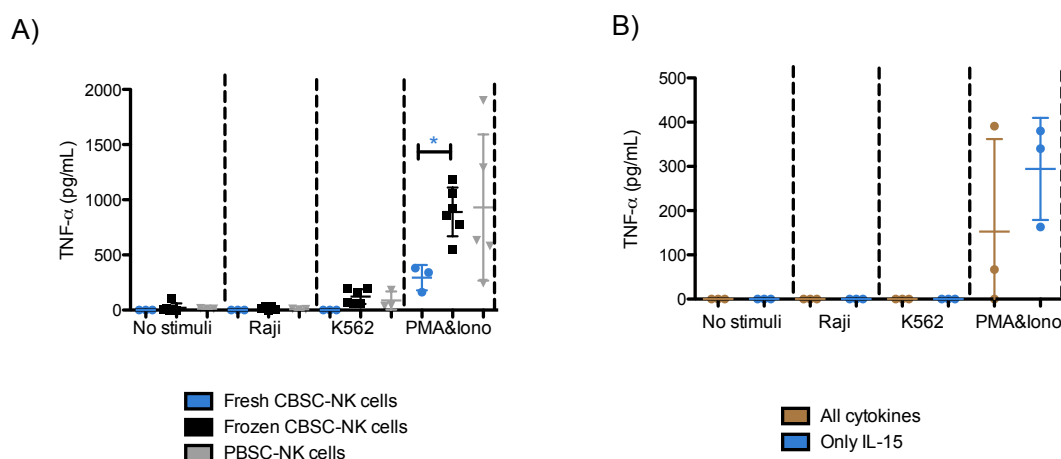 A)
TNF-α (pg/mL)
2000
1500
1000
500
0
*
No stimuli Raji K562 PMA&Iono
Fresh CBSC-NK cells
Frozen CBSC-NK cells
PBSC-NK cells
B)
TNF-α (pg/mL)
500
400
300
200
100
0
No stimuli Raji K562 PMA&Iono
All cytokines
Only IL-15